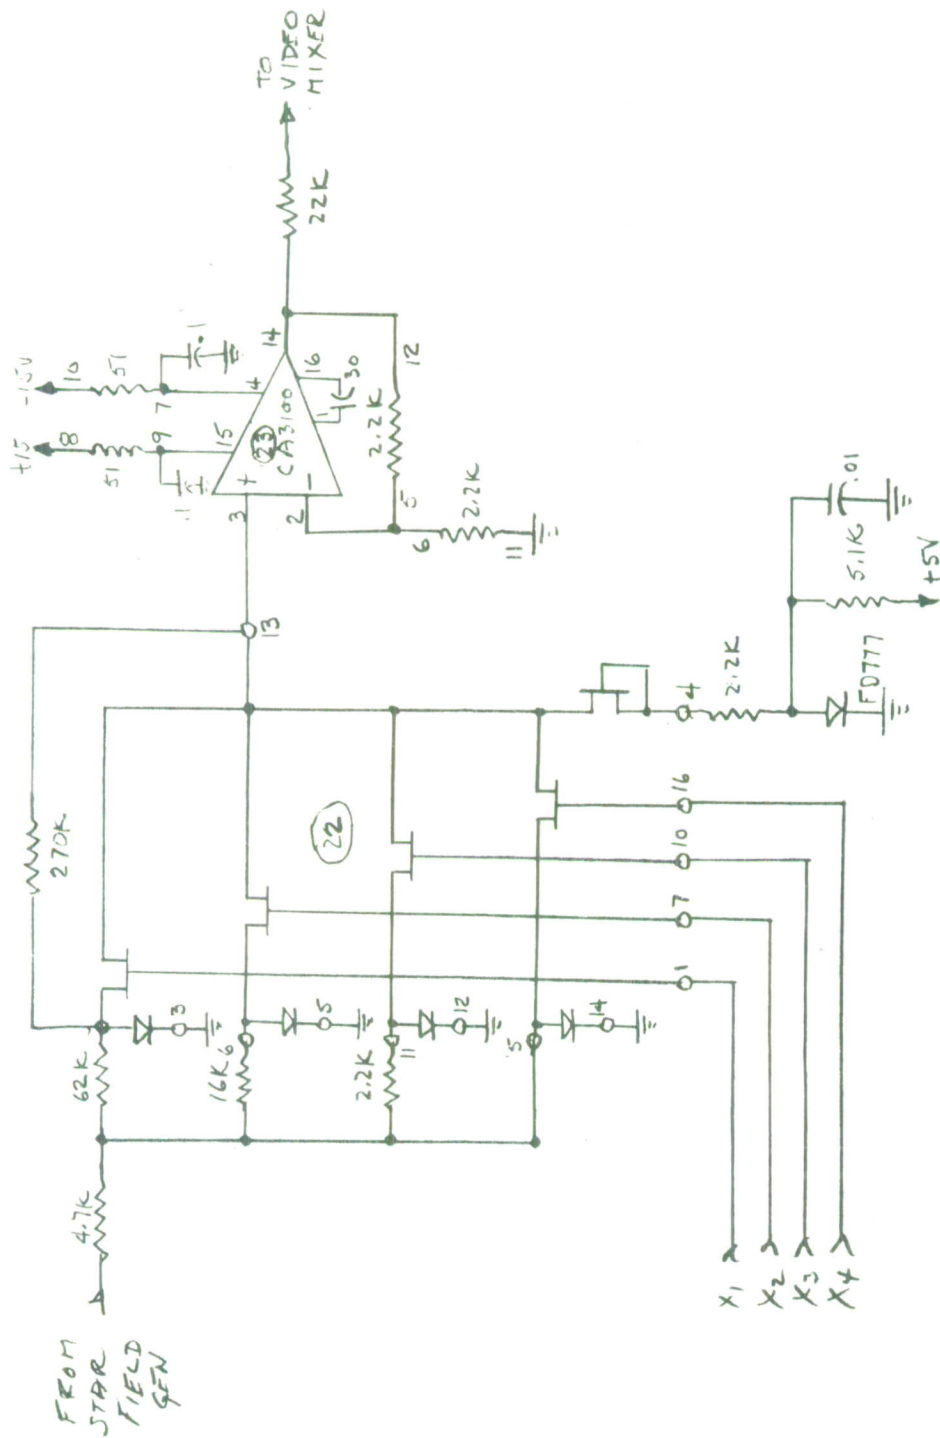 FROM
STAR
FIELD
GEN
4.7K
62K
3
270K
16K
6
5
2.2K
11
12
5
14
22
13
3
2
+
-
23
CA3100
15
4
14
16
1
30
+15
8
51
9
.1
-15V
10
51
7
.1
22K
TO
VIDEO
MIXER
2.2K
5
12
6
2.2K
11
X1
X2
X3
X4
1
7
10
16
4
2.2K
FD777
5.1K
+5V
.01